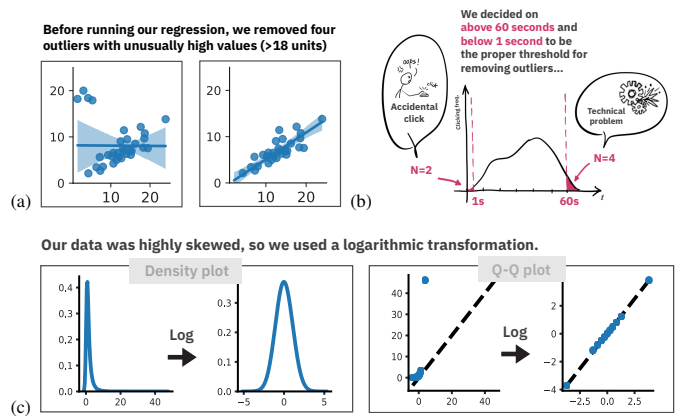 Before running our regression, we removed four
outliers with unusually high values (>18 units)
20
10
0
10
20
20
10
0
10
20
(a)
We decided on
above 60 seconds and
below 1 second to be
the proper threshold for
removing outliers...
oops!
click
Accidental
click
Technical
problem
Clicking freq.
N=2
N=4
1s
60s
t
(b)
Our data was highly skewed, so we used a logarithmic transformation.
Density plot
0.4
0.3
0.2
0.1
0.0
0
20
40
Log
0.3
0.2
0.1
0.0
−5
0
5
Q-Q plot
40
30
20
10
0
0
20
40
Log
2
0
−2
−4
−2.5
0.0
2.5
(c)